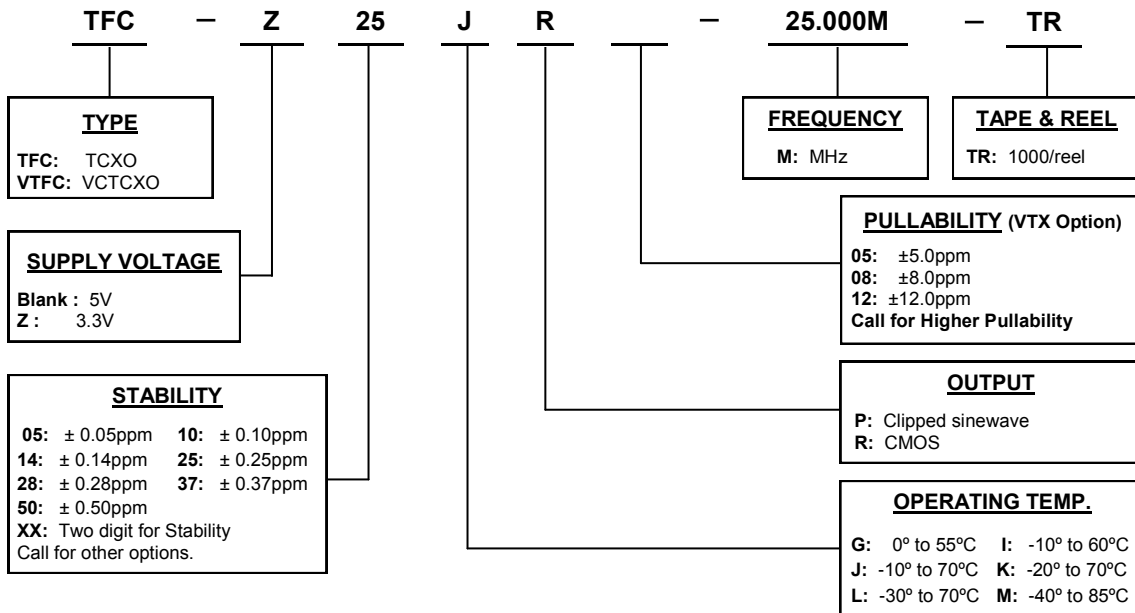 TFC – Z 25 J R – 25.000M – TR
TYPE
TFC: TCXO
VTFC: VCTCXO
FREQUENCY
M: MHz
TAPE & REEL
TR: 1000/reel
SUPPLY VOLTAGE
Blank : 5V
Z : 3.3V
PULLABILITY (VTX Option)
05: ±5.0ppm
08: ±8.0ppm
12: ±12.0ppm
Call for Higher Pullability
STABILITY
05: ± 0.05ppm 10: ± 0.10ppm
14: ± 0.14ppm 25: ± 0.25ppm
28: ± 0.28ppm 37: ± 0.37ppm
50: ± 0.50ppm
XX: Two digit for Stability
Call for other options.
OUTPUT
P: Clipped sinewave
R: CMOS
OPERATING TEMP.
G: 0º to 55ºC I: -10º to 60ºC
J: -10º to 70ºC K: -20º to 70ºC
L: -30º to 70ºC M: -40º to 85ºC